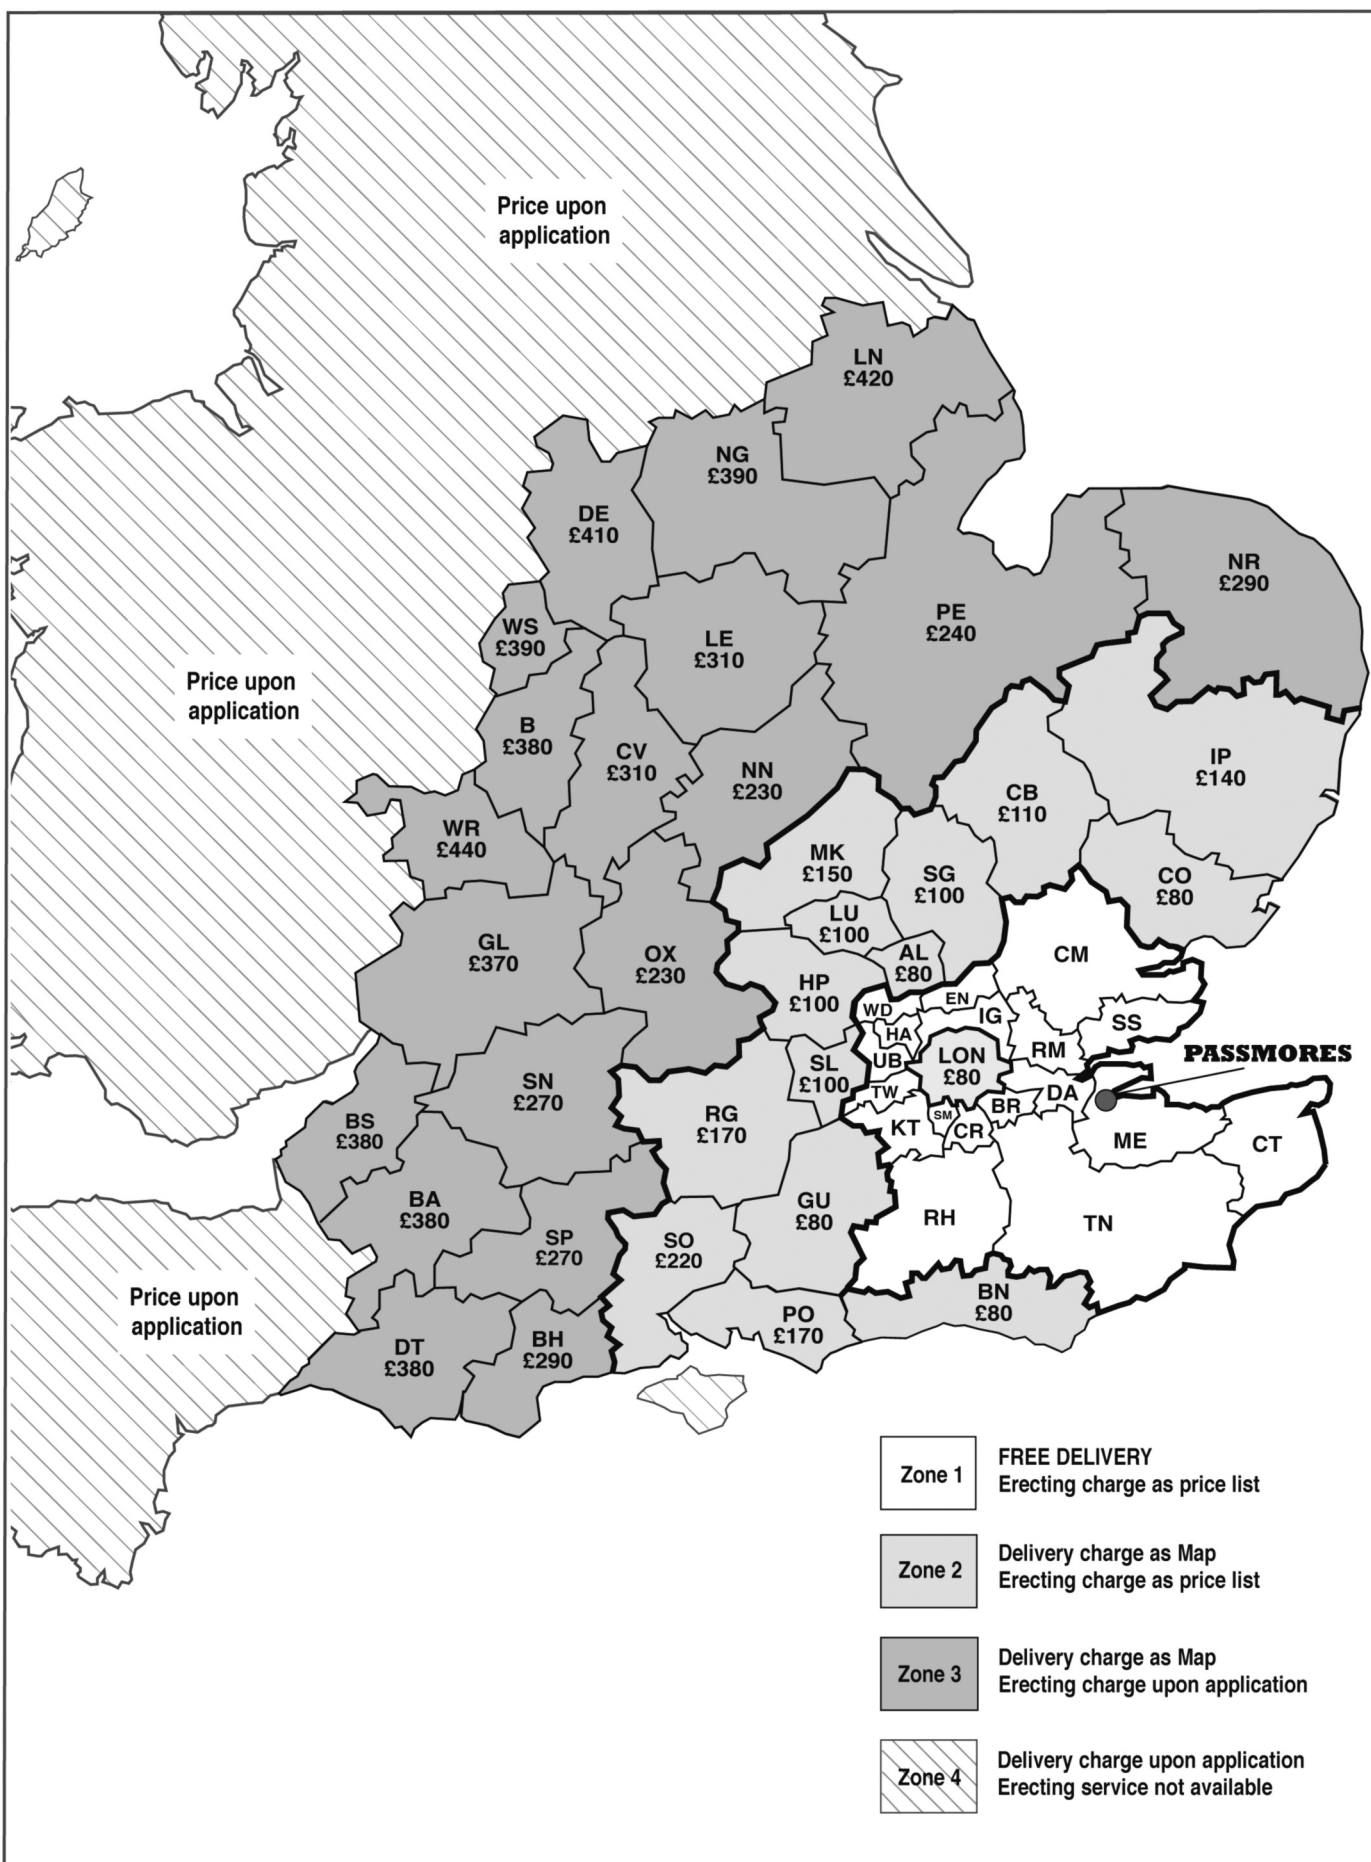 Price upon
application
LN
£420
NG
£390
DE
£410
NR
£290
WS
£390
LE
£310
PE
£240
Price upon
application
B
£380
CV
£310
NN
£230
IP
£140
CB
£110
WR
£440
MK
£150
SG
£100
CO
£80
LU
£100
GL
£370
OX
£230
AL
£80
CM
HP
£100
WD
EN
IG
SS
HA
RM
UB
LON
£80
PASSMORES
SL
£100
SN
£270
TW
DA
BR
RG
£170
SM
KT
CR
ME
CT
BS
£380
BA
£380
GU
£80
RH
TN
SP
£270
SO
£220
Price upon
application
BN
£80
PO
£170
DT
£380
BH
£290
Zone 1
FREE DELIVERY
Erecting charge as price list
Zone 2
Delivery charge as Map
Erecting charge as price list
Zone 3
Delivery charge as Map
Erecting charge upon application
Zone 4
Delivery charge upon application
Erecting service not available